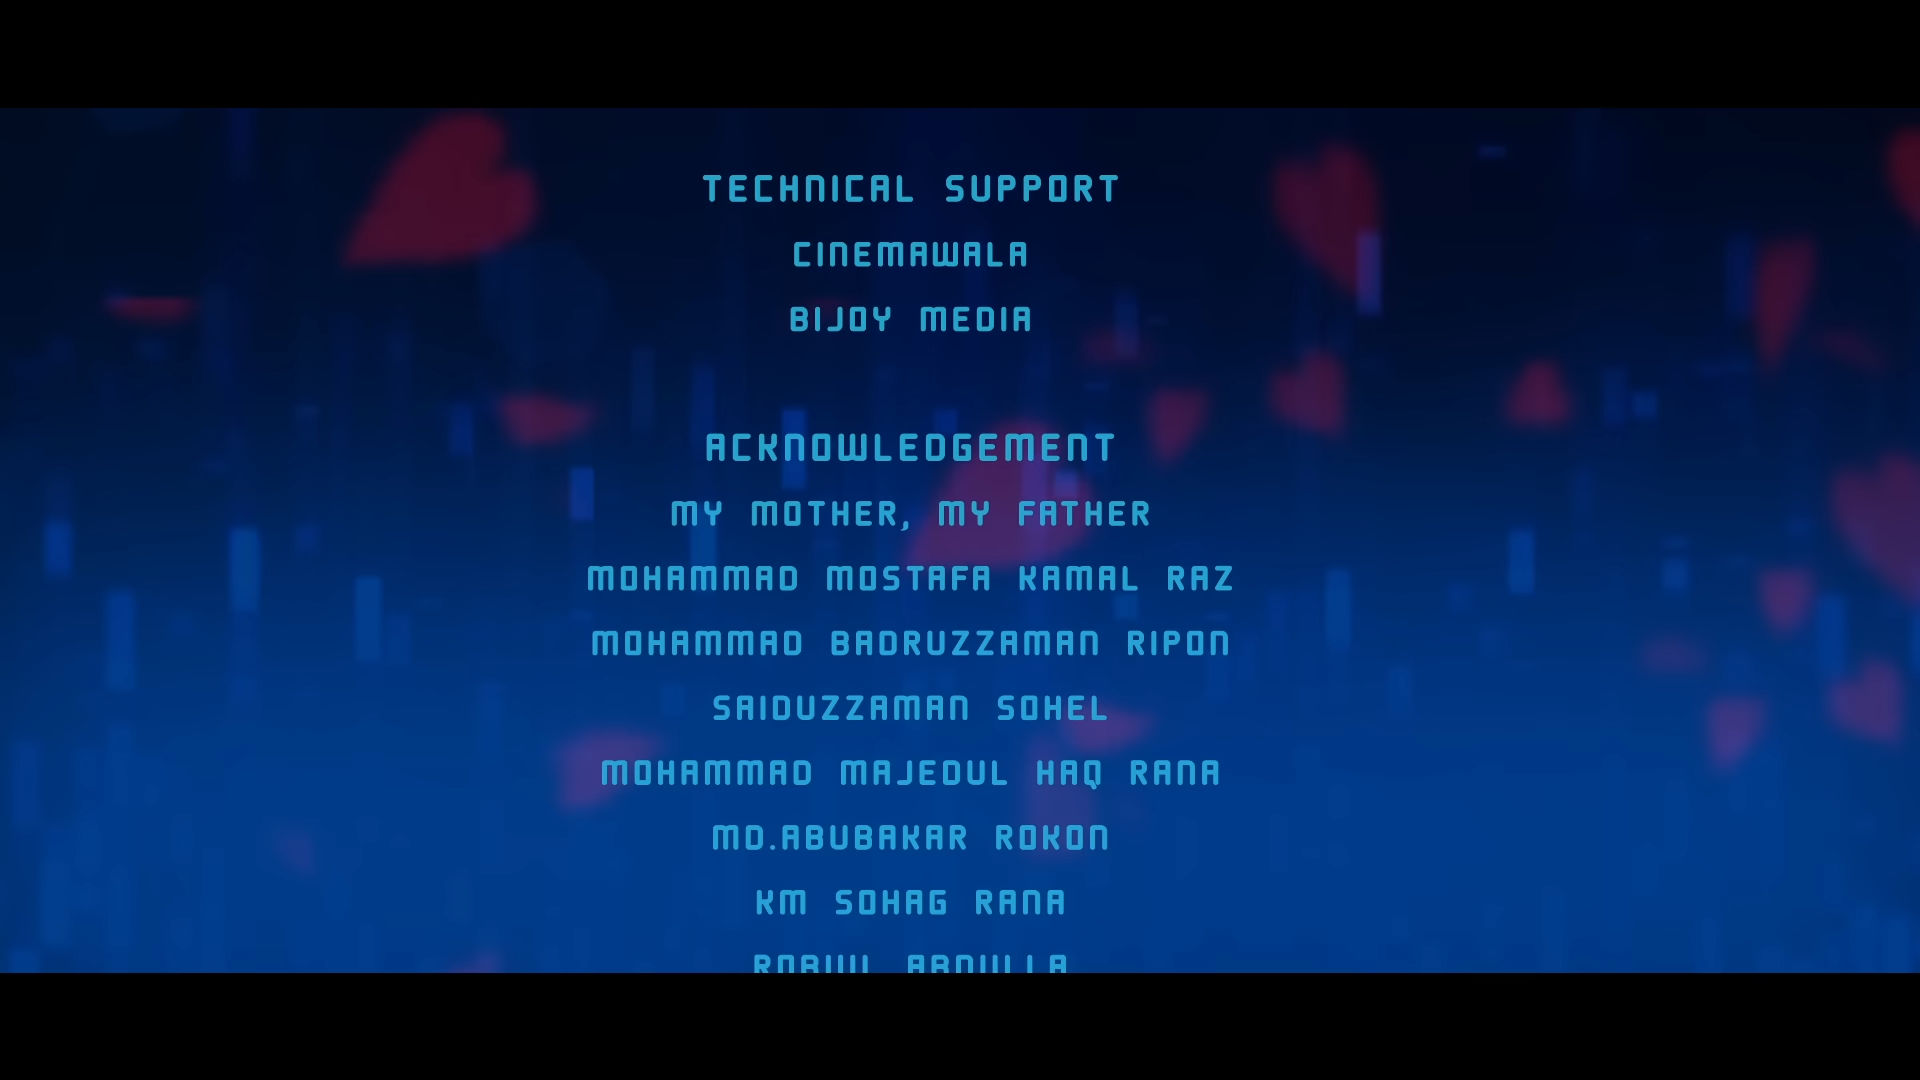 TECHNICAL SUPPORT
CINEMAWALA
BIJOY MEDIA
ACKNOWLEDGEMENT
MY MOTHER, MY FATHER
MOHAMMAD MOSTAFA KAMAL RAZ
MOHAMMAD BADRUZZAMAN RIPON
SAIDUZZAMAN SOHEL
MOHAMMAD MAJEDUL HAQ RANA
MD.ABUBAKAR ROKON
KM SOHAG RANA